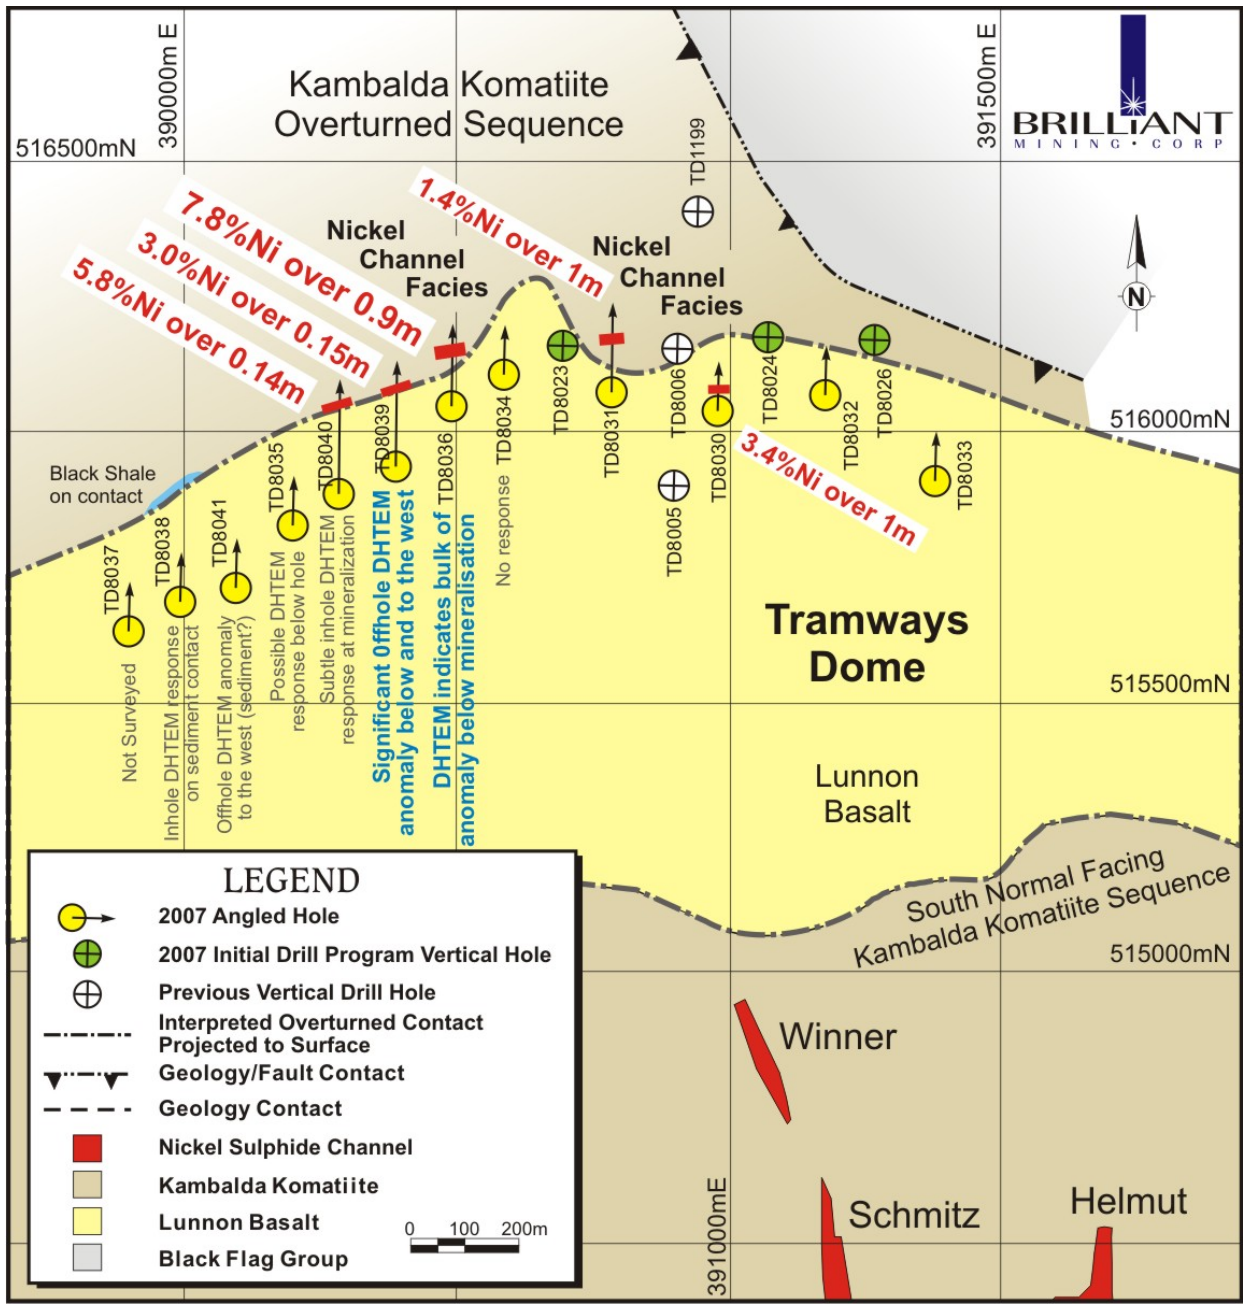 390000m E
391500m E
Kambalda Komatiite
Overturned Sequence
BRILLiANT
MINING • CORP
516500mN
TD1199
7.8%Ni over 0.9m
3.0%Ni over 0.15m
5.8%Ni over 0.14m
1.4%Ni over 1m
Nickel
Channel
Facies
Nickel
Channel
Facies
N
516000mN
Black Shale
on contact
TD8037
TD8038
TD8041
TD8035
TD8040
TD8039
TD8036
TD8034
TD8023
TD8031
TD8006
TD8005
TD8030
TD8024
TD8032
TD8026
TD8033
3.4%Ni over 1m
Not Surveyed
Inhole DHTEM response
on sediment contact
Offhole DHTEM anomaly
to the west (sediment?)
Possible DHTEM
response below hole
Subtle inhole DHTEM
response at mineralization
Significant 0ffhole DHTEM
anomaly below and to the west
DHTEM indicates bulk of
anomaly below mineralisation
No response
Tramways
Dome
515500mN
Lunnon
Basalt
South Normal Facing
Kambalda Komatiite Sequence
515000mN
LEGEND
2007 Angled Hole
2007 Initial Drill Program Vertical Hole
Previous Vertical Drill Hole
Interpreted Overturned Contact
Projected to Surface
Geology/Fault Contact
Geology Contact
Nickel Sulphide Channel
Kambalda Komatiite
Lunnon Basalt
Black Flag Group
0 100 200m
Winner
Schmitz
Helmut
391000mE